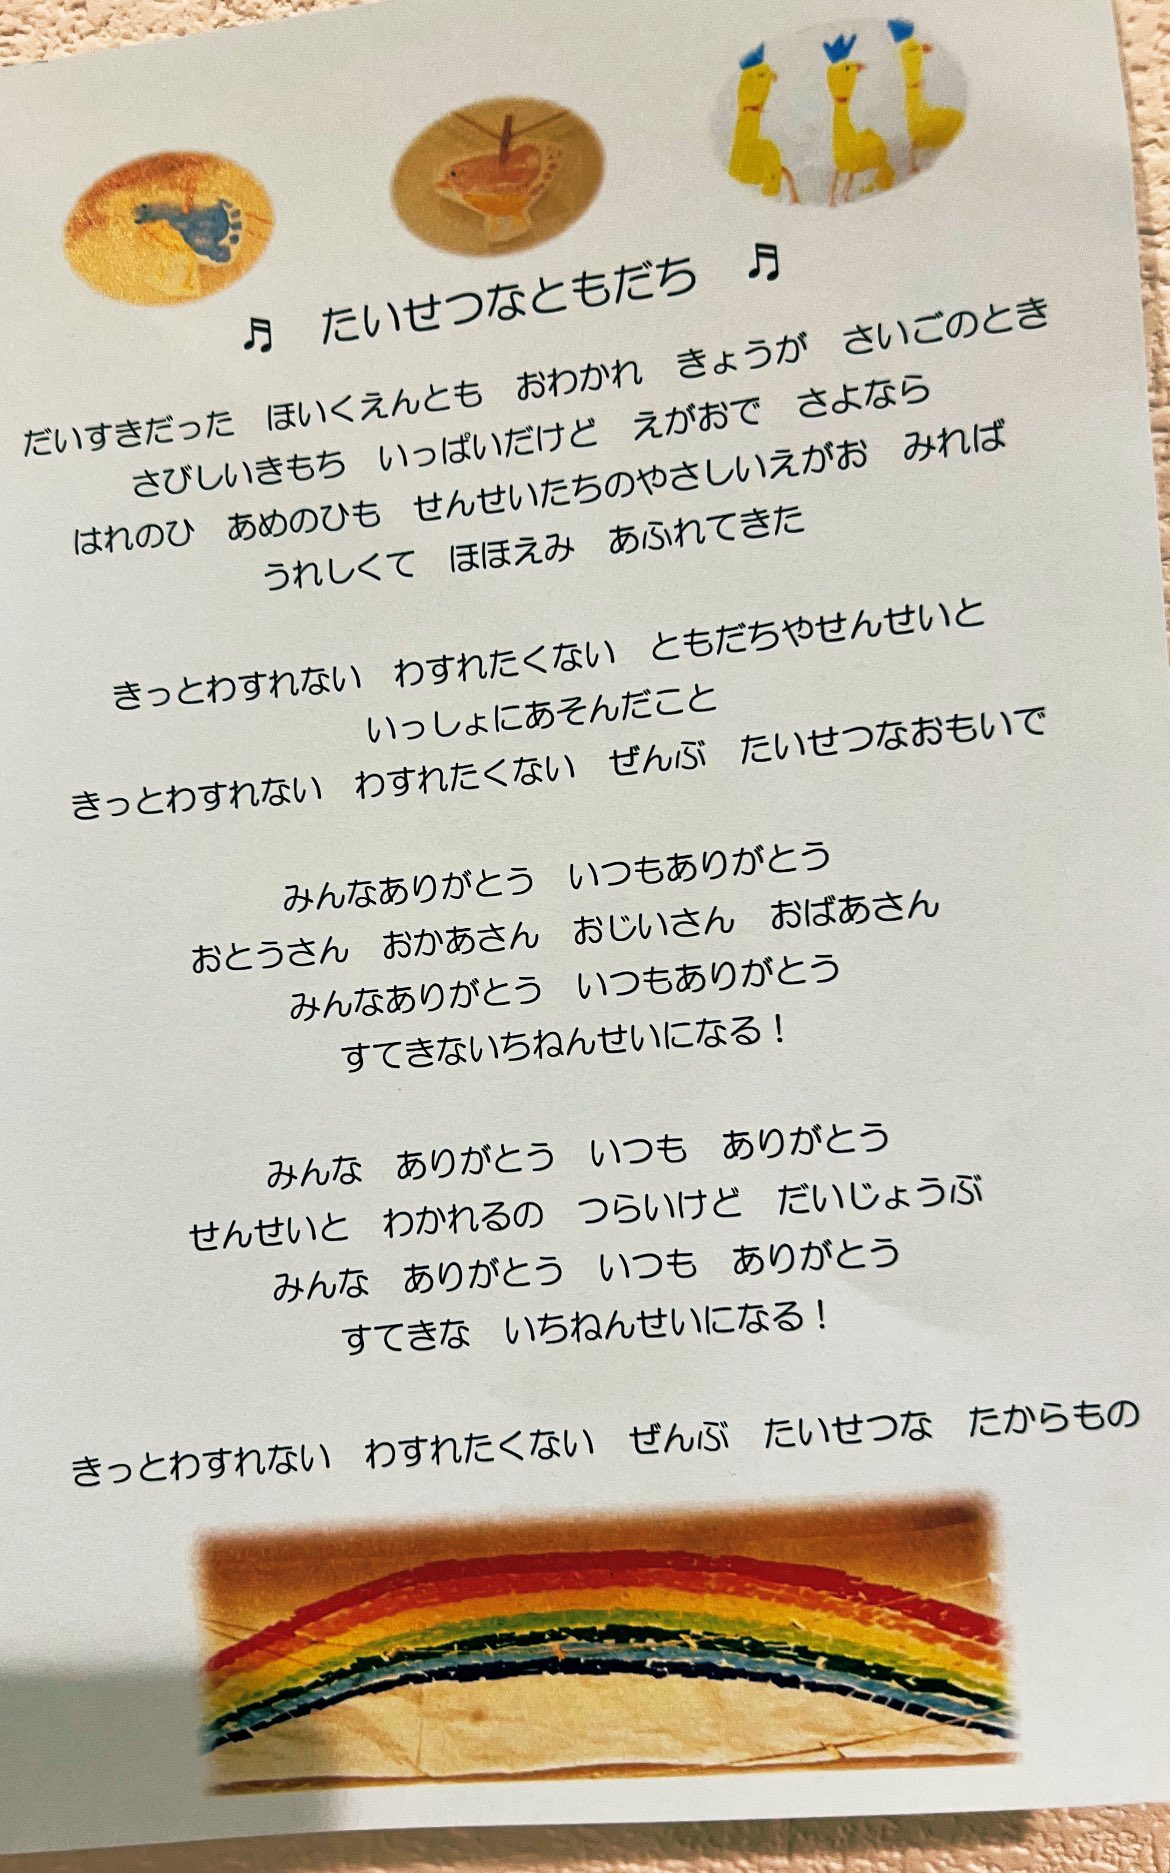 ♬　たいせつなともだち　♬
だいすきだった　ほいくえんとも　おわかれ　きょうが　さいごのとき
さびしいきもち　いっぱいだけど　えがおで　さよなら
はれのひ　あめのひも　せんせいたちのやさしいえがお　みれば
うれしくて　ほほえみ　あふれてきた
きっとわすれない　わすれたくない　ともだちやせんせいと
いっしょにあそんだこと
きっとわすれない　わすれたくない　ぜんぶ　たいせつなおもいで
みんなありがとう　いつもありがとう
おとうさん　おかあさん　おじいさん　おばあさん
みんなありがとう　いつもありがとう
すてきないちねんせいになる！
みんな　ありがとう　いつも　ありがとう
せんせいと　わかれるの　つらいけど　だいじょうぶ
みんな　ありがとう　いつも　ありがとう
すてきな　いちねんせいになる！
きっとわすれない　わすれたくない　ぜんぶ　たいせつな　たからもの